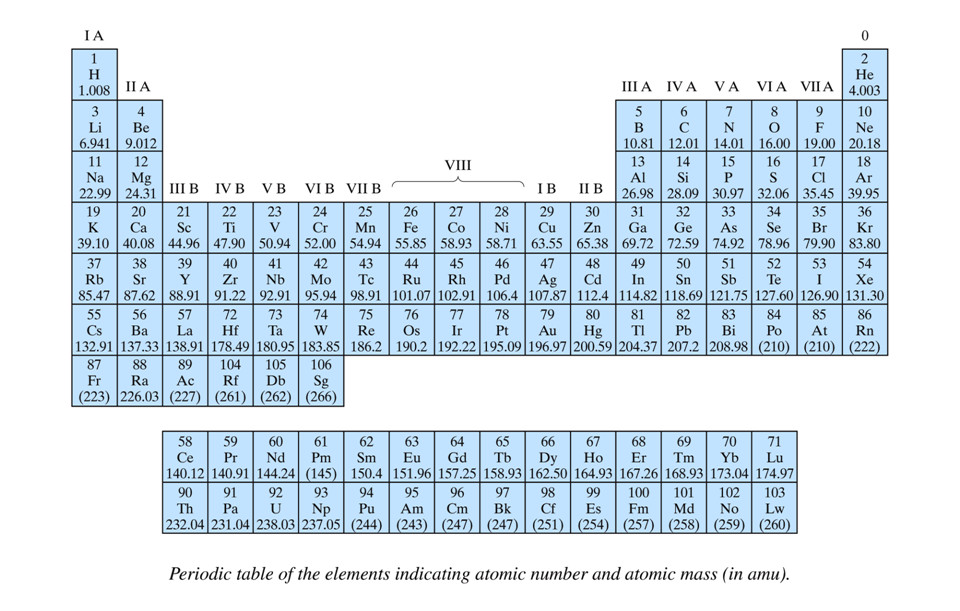 I A 0
1 2
H He
1.008 II A III A IV A V A VI A VII A 4.003
3 4 5 6 7 8 9 10
Li Be B C N O F Ne
6.941 9.012 10.81 12.01 14.01 16.00 19.00 20.18
11 12 13 14 15 16 17 18
Na Mg VIII Al Si P S Cl Ar
22.99 24.31 III B IV B V B VI B VII B I B II B 26.98 28.09 30.97 32.06 35.45 39.95
19 20 21 22 23 24 25 26 27 28 29 30 31 32 33 34 35 36
K Ca Sc Ti V Cr Mn Fe Co Ni Cu Zn Ga Ge As Se Br Kr
39.10 40.08 44.96 47.90 50.94 52.00 54.94 55.85 58.93 58.71 63.55 65.38 69.72 72.59 74.92 78.96 79.90 83.80
37 38 39 40 41 42 43 44 45 46 47 48 49 50 51 52 53 54
Rb Sr Y Zr Nb Mo Tc Ru Rh Pd Ag Cd In Sn Sb Te I Xe
85.47 87.62 88.91 91.22 92.91 95.94 98.91 101.07 102.91 106.4 107.87 112.4 114.82 118.69 121.75 127.60 126.90 131.30
55 56 57 72 73 74 75 76 77 78 79 80 81 82 83 84 85 86
Cs Ba La Hf Ta W Re Os Ir Pt Au Hg Tl Pb Bi Po At Rn
132.91 137.33 138.91 178.49 180.95 183.85 186.2 190.2 192.22 195.09 196.97 200.59 204.37 207.2 208.98 (210) (210) (222)
87 88 89 104 105 106
Fr Ra Ac Rf Db Sg
(223) 226.03 (227) (261) (262) (266)
58 59 60 61 62 63 64 65 66 67 68 69 70 71
Ce Pr Nd Pm Sm Eu Gd Tb Dy Ho Er Tm Yb Lu
140.12 140.91 144.24 (145) 150.4 151.96 157.25 158.93 162.50 164.93 167.26 168.93 173.04 174.97
90 91 92 93 94 95 96 97 98 99 100 101 102 103
Th Pa U Np Pu Am Cm Bk Cf Es Fm Md No Lw
232.04 231.04 238.03 237.05 (244) (243) (247) (247) (251) (254) (257) (258) (259) (260)
Periodic table of the elements indicating atomic number and atomic mass (in amu).